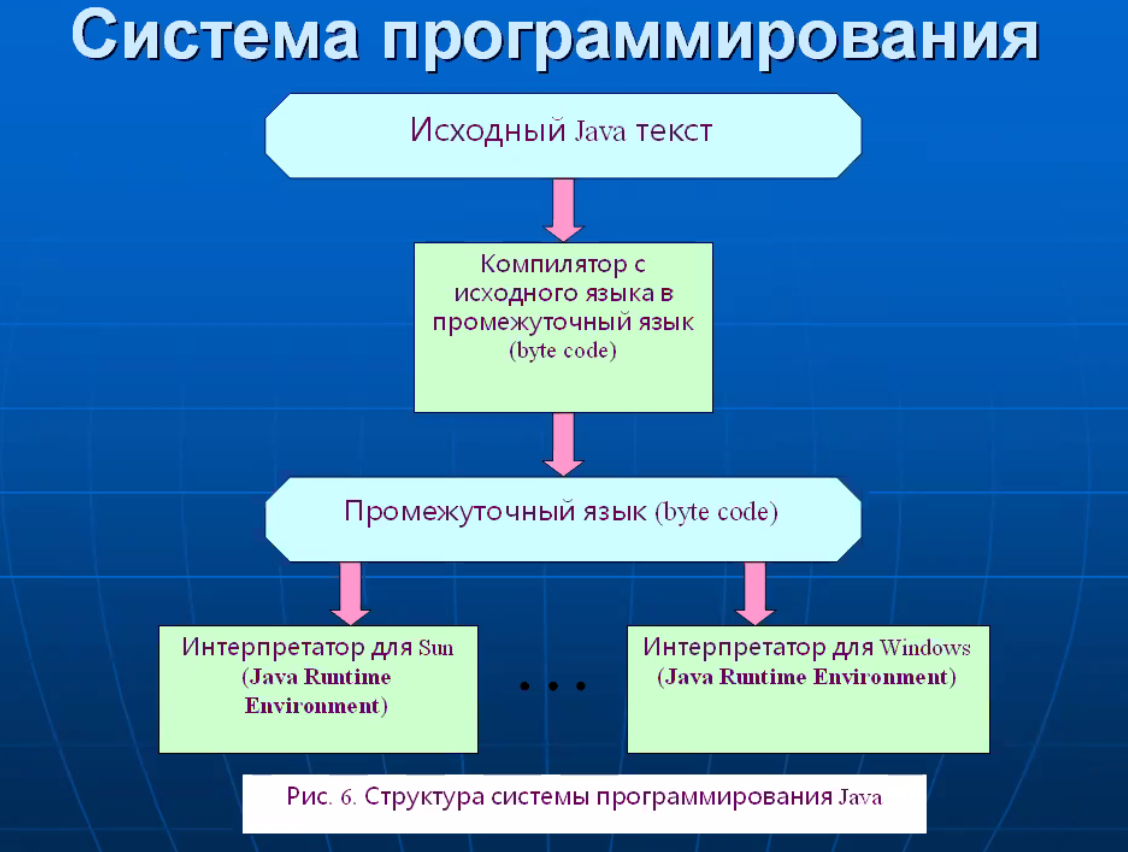 Система программирования
Исходный Java текст
Компилятор с
исходного языка в
промежуточный язык
(byte code)
Промежуточный язык (byte code)
Интерпретатор для Sun
(Java Runtime
Environment)
. . .
Интерпретатор для Windows
(Java Runtime Environment)
Рис. 6. Структура системы программирования Java